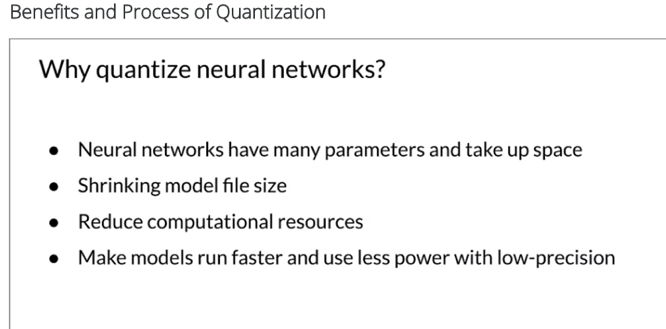 Benefits and Process of Quantization
Why quantize neural networks?
● Neural networks have many parameters and take up space
● Shrinking model file size
● Reduce computational resources
● Make models run faster and use less power with low-precision